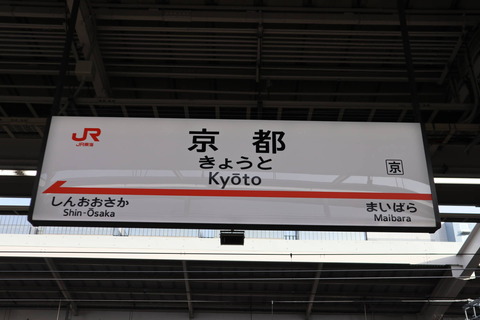 JR
JR東海
京都
きょうと
Kyōto
京
しんおおさか
Shin-Ōsaka
まいばら
Maibara